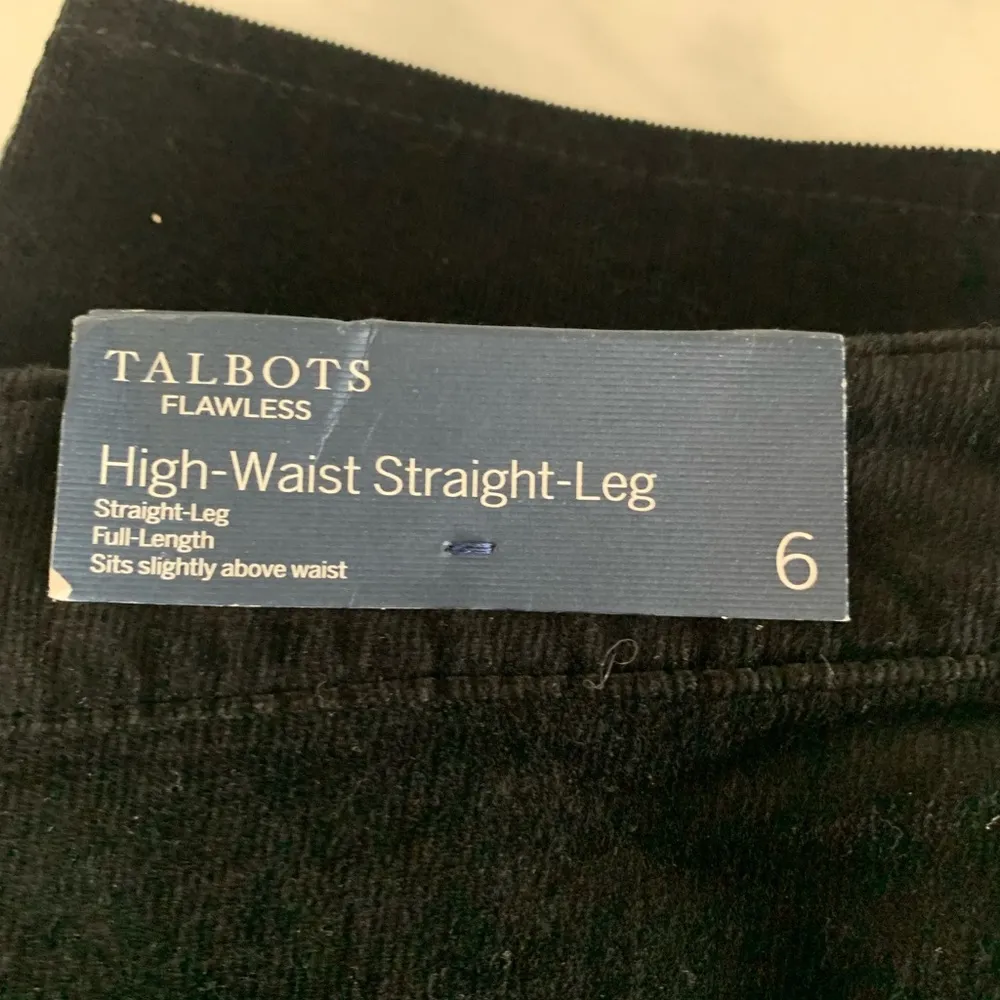 TALBOTS
FLAWLESS
High-Waist Straight-Leg
Straight-Leg
Full-Length
Sits slightly above waist
6